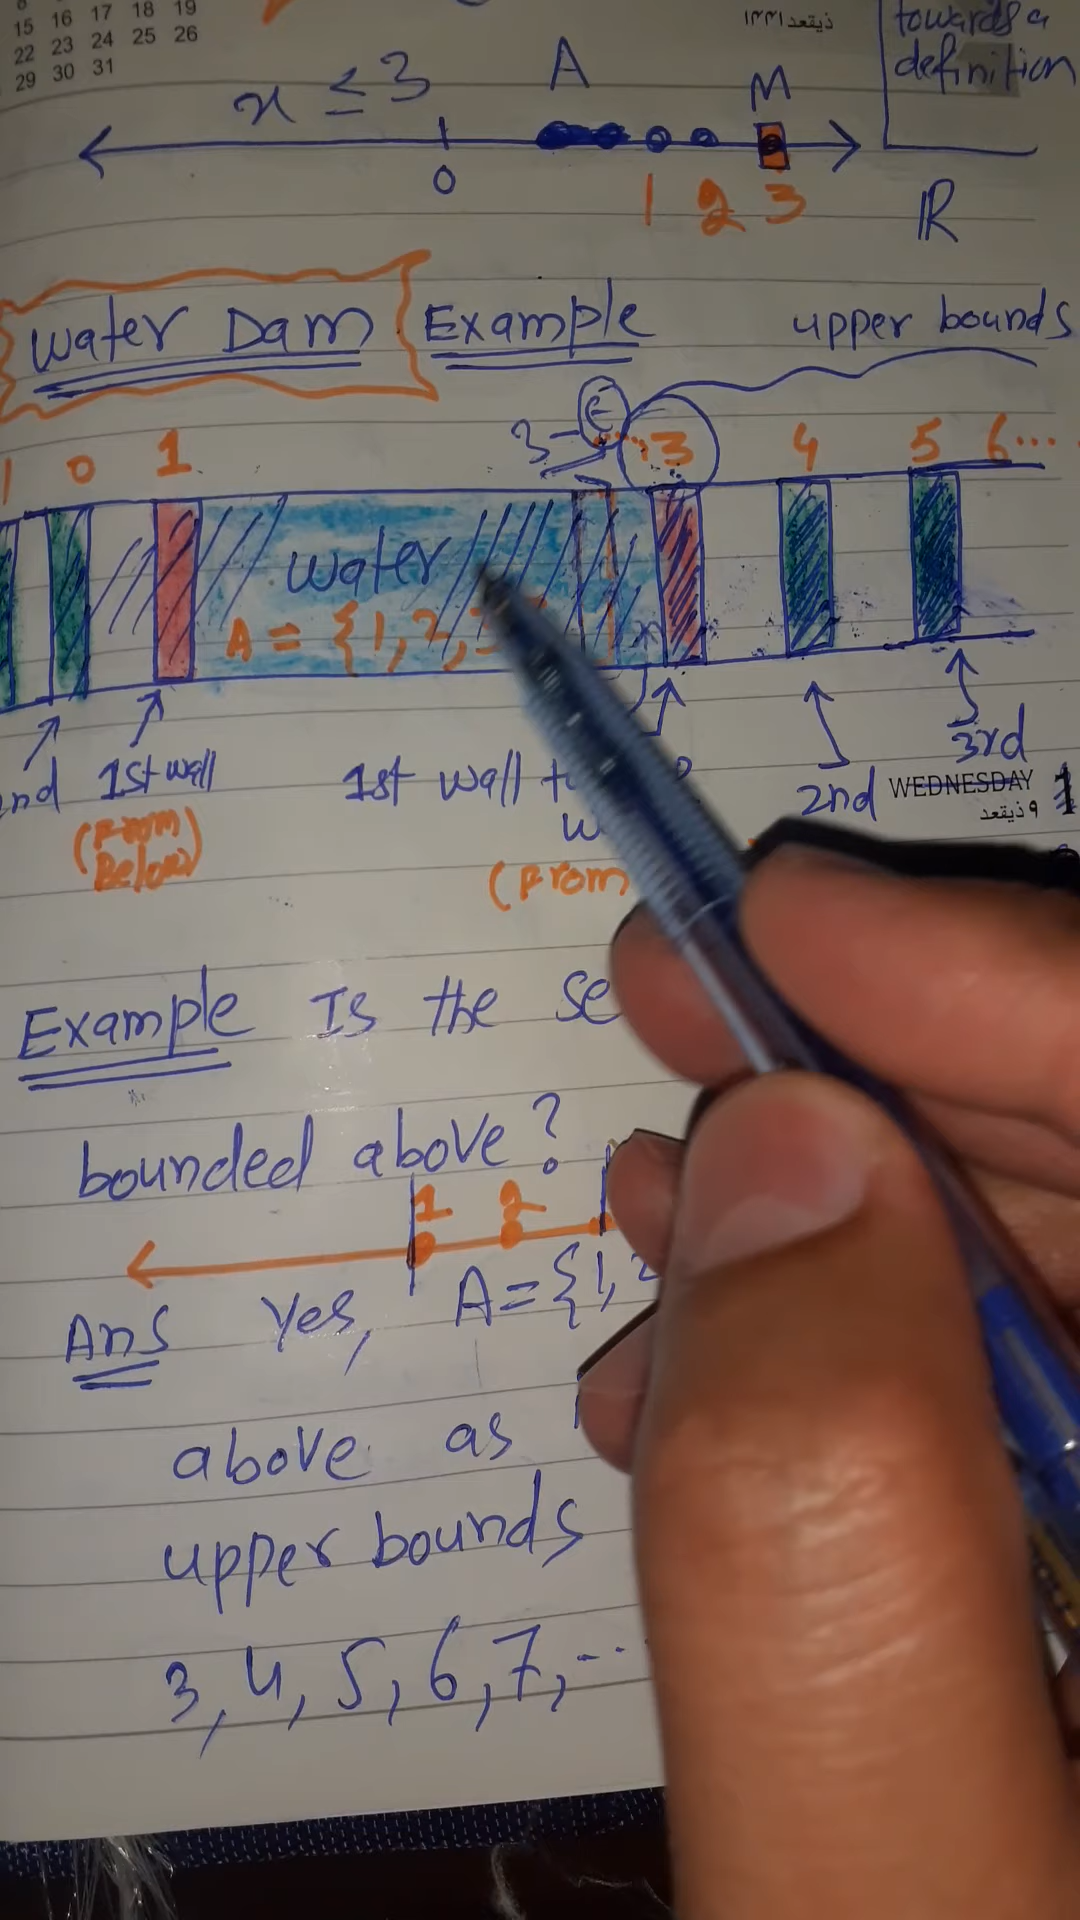 15 16 17 18 19
22 23 24 25 26
29 30 31
ذیقعد ١٤٤١
towards a
definition
x ≤ 3
A
M
0
1 2 3
ℝ
Water Dam Example
upper bounds
3-ε
0 1 ... 3 4 5 6...
Water
A = {1,2,
x
nd 1st wall
(From
Below)
1st wall
2nd
3rd
(From
WEDNESDAY 1
٩ ذیقعد
Example Is the
bounded above?
1 2
Ans Yes, A={1,2
above as
upper bounds
3, 4, 5, 6, 7, ...